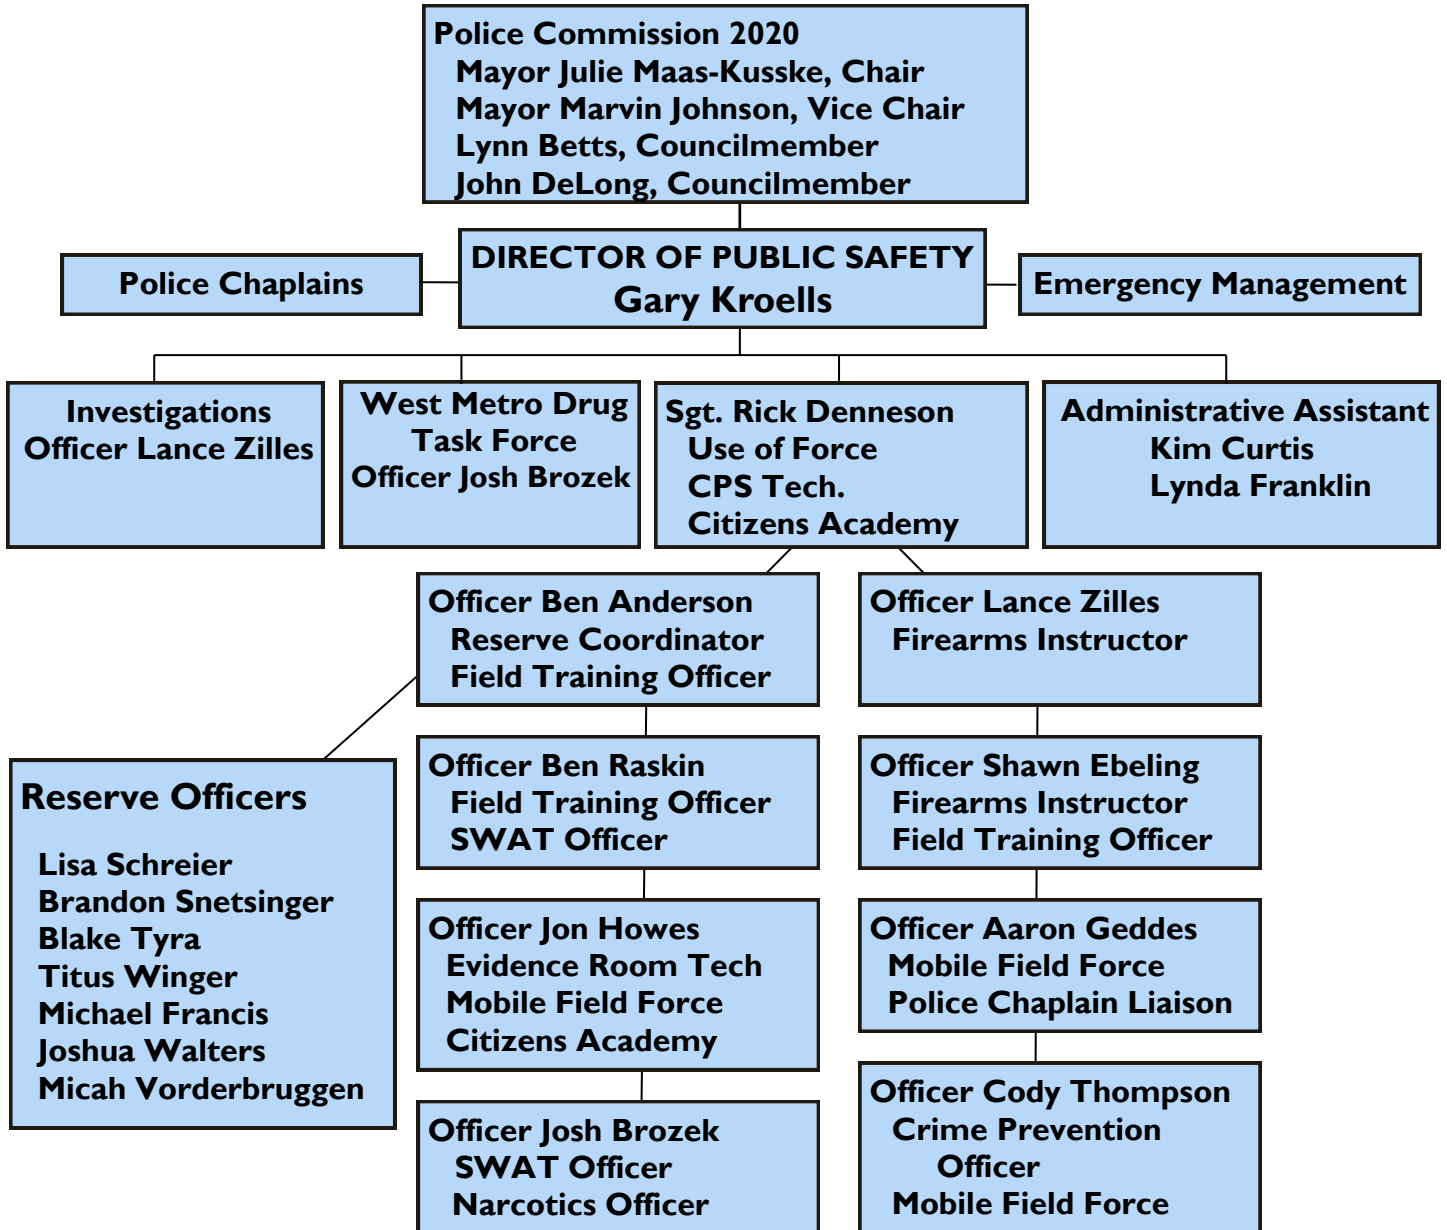 Police Commission 2020
Mayor Julie Maas-Kusske, Chair
Mayor Marvin Johnson, Vice Chair
Lynn Betts, Councilmember
John DeLong, Councilmember
DIRECTOR OF PUBLIC SAFETY
Gary Kroells
Police Chaplains
Emergency Management
Investigations
Officer Lance Zilles
West Metro Drug
Task Force
Officer Josh Brozek
Sgt. Rick Denneson
Use of Force
CPS Tech.
Citizens Academy
Administrative Assistant
Kim Curtis
Lynda Franklin
Officer Ben Anderson
Reserve Coordinator
Field Training Officer
Officer Lance Zilles
Firearms Instructor
Reserve Officers
Lisa Schreier
Brandon Snetsinger
Blake Tyra
Titus Winger
Michael Francis
Joshua Walters
Micah Vorderbruggen
Officer Ben Raskin
Field Training Officer
SWAT Officer
Officer Shawn Ebeling
Firearms Instructor
Field Training Officer
Officer Jon Howes
Evidence Room Tech
Mobile Field Force
Citizens Academy
Officer Aaron Geddes
Mobile Field Force
Police Chaplain Liaison
Officer Josh Brozek
SWAT Officer
Narcotics Officer
Officer Cody Thompson
Crime Prevention
Officer
Mobile Field Force